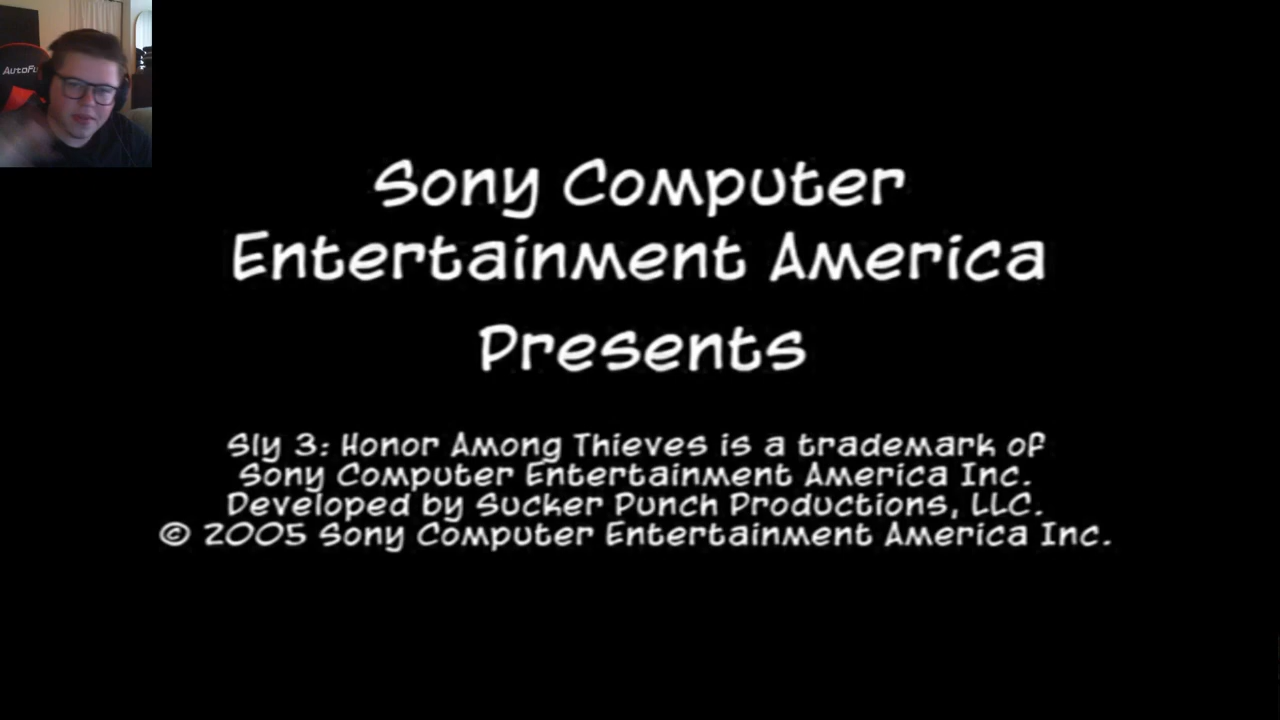 AutoFu
Sony Computer
Entertainment America
Presents
Sly 3: Honor Among Thieves is a trademark of
Sony Computer Entertainment America Inc.
Developed by Sucker Punch Productions, LLC.
© 2005 Sony Computer Entertainment America Inc.